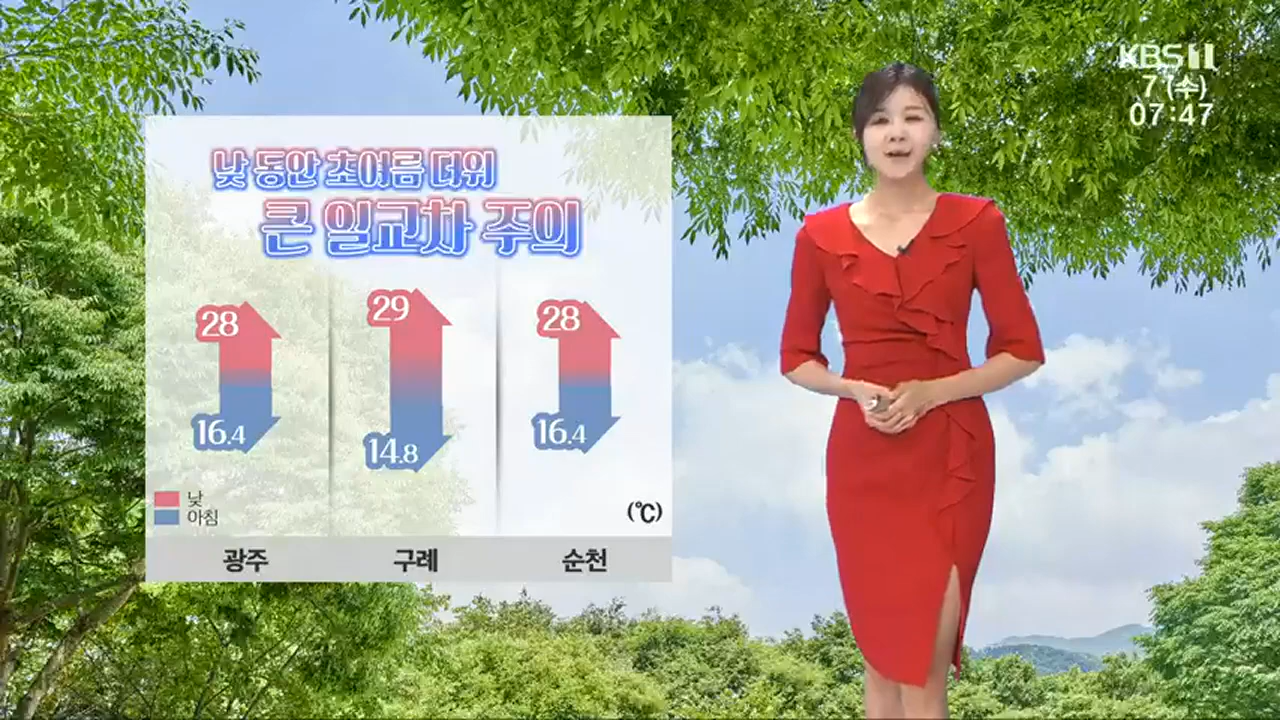 KBS 1
7 (수)
07:47
낮 동안 초여름 더위
큰 일교차 주의
28
29
28
16.4
14.8
16.4
낮
아침
(℃)
광주
구례
순천